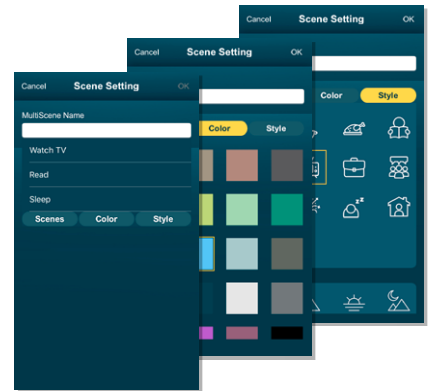 Cancel Scene Setting OK
Color Style
Cancel Scene Setting OK
Color Style
Cancel Scene Setting OK
MultiScene Name
Watch TV
Read
Sleep
Scenes Color Style